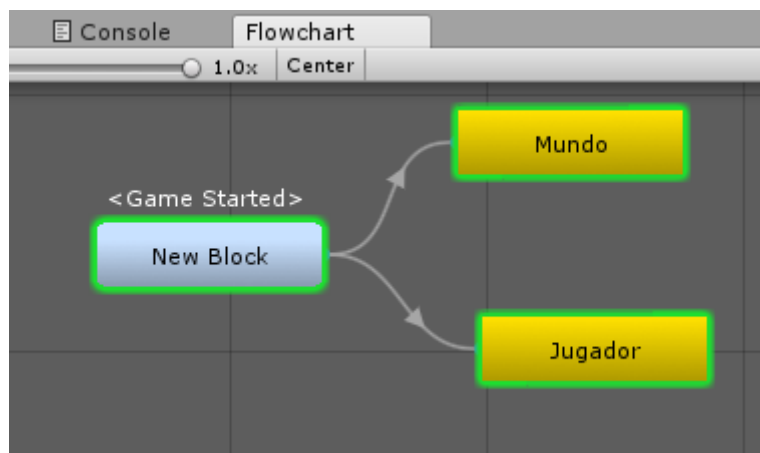 Console
Flowchart
1.0x
Center
Mundo
<Game Started>
New Block
Jugador